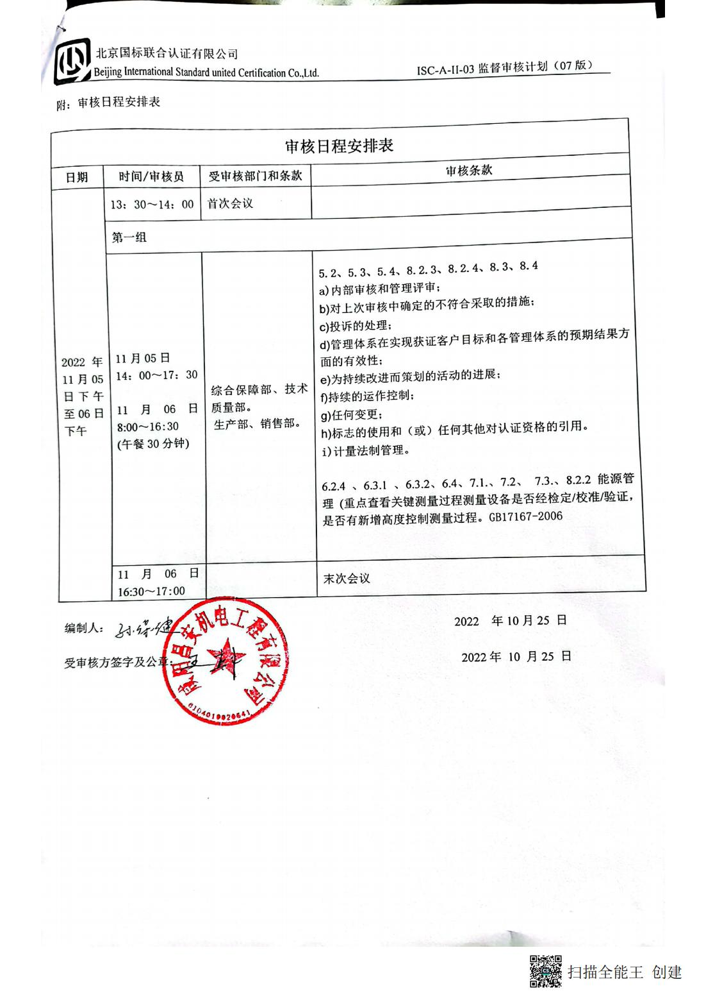 北京国标联合认证有限公司
Beijing International Standard united Certification Co.,Ltd.
ISC-A-II-03 监督审核计划（07 版）
附：审核日程安排表
审核日程安排表
日期
时间/审核员
受审核部门和条款
审核条款
13：30～14：00
首次会议
第一组
2022 年
11 月 05
日 下 午
至 06 日
下午
11 月 05 日
14：00～17：30
11 月 06 日
8:00～16:30
(午餐 30 分钟)
综合保障部、技术
质量部。
生产部、销售部。
5.2、5.3、5.4、8.2.3、8.2.4、8.3、8.4
a)内部审核和管理评审;
b)对上次审核中确定的不符合采取的措施;
c)投诉的处理;
d)管理体系在实现获证客户目标和各管理体系的预期结果方
面的有效性;
e)为持续改进而策划的活动的进展;
f)持续的运作控制;
g)任何变更;
h)标志的使用和（或）任何其他对认证资格的引用。
i)计量法制管理。
6.2.4 、6.3.1 、6.3.2、6.4、7.1.、7.2、 7.3.、8.2.2 能源管
理 (重点查看关键测量过程测量设备是否经检定/校准/验证，
是否有新增高度控制测量过程。GB17167-2006
11 月 06 日
16:30～17:00
末次会议
编制人：
2022 年 10 月 25 日
受审核方签字及公章:
2022 年 10 月 25 日
咸阳昌安机电工程有限公司
6104010020641
扫描全能王 创建